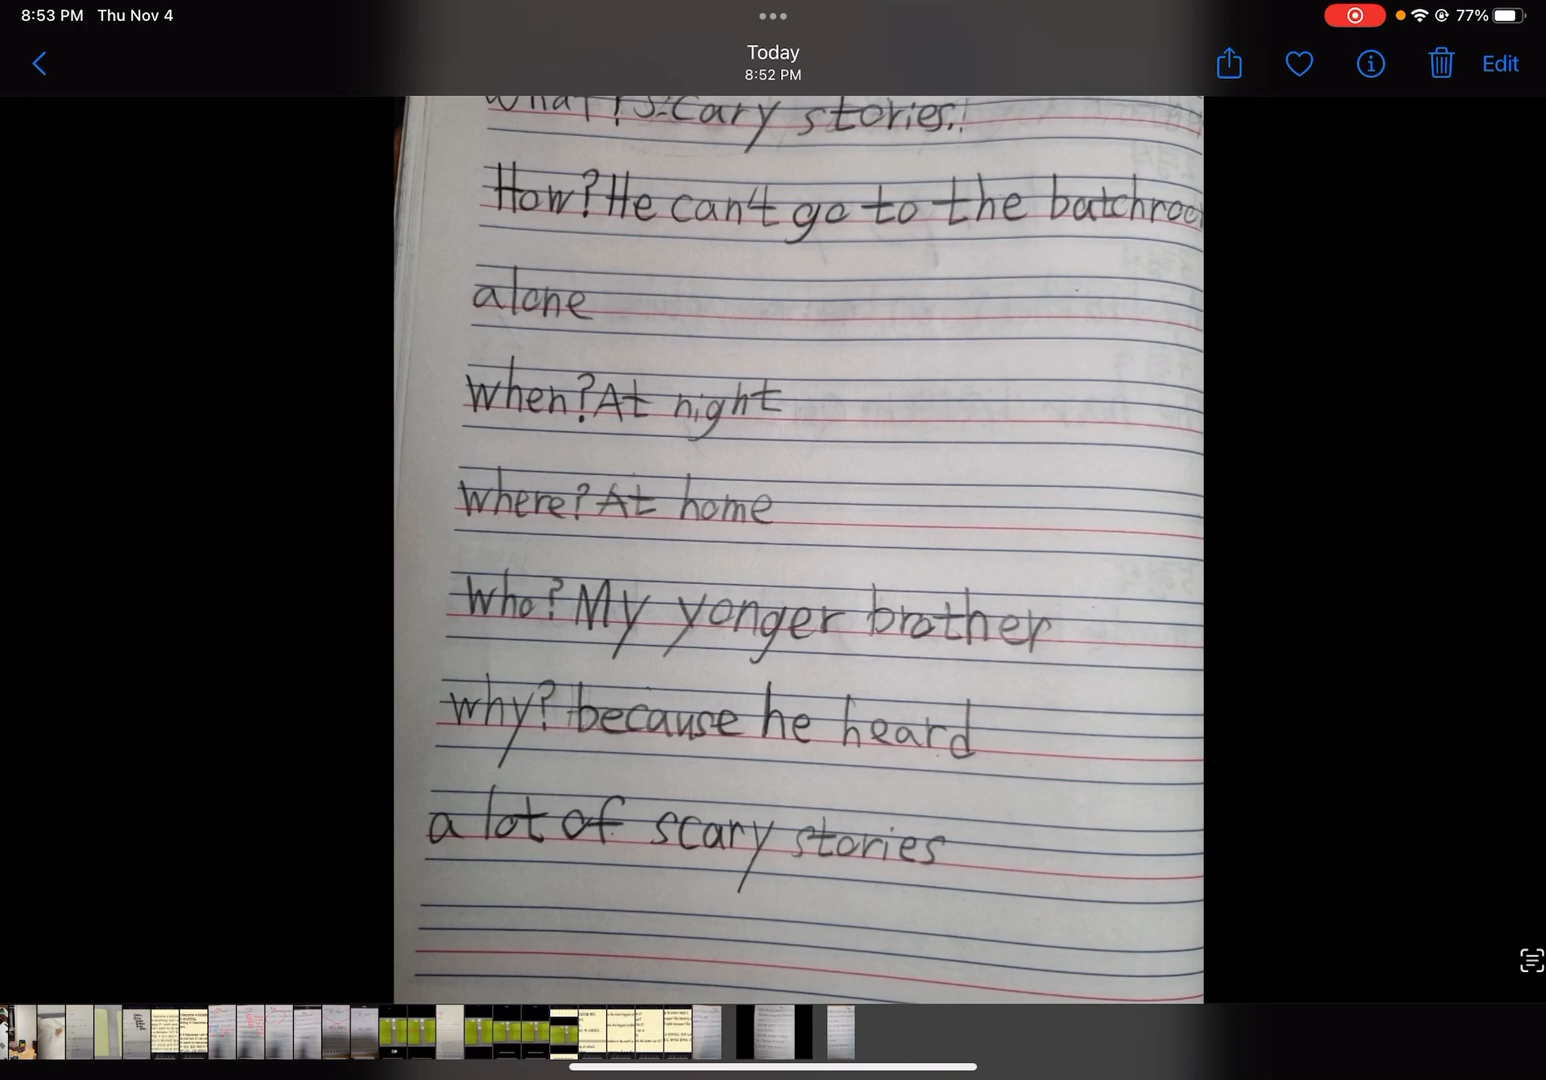 8:53 PM Thu Nov 4
77%
Today
8:52 PM
Edit
What? Scary stories.
How? He can't go to the batchroo
alone
when? At night
where? At home
Who? My yonger brother
why? because he heard
a lot of scary stories